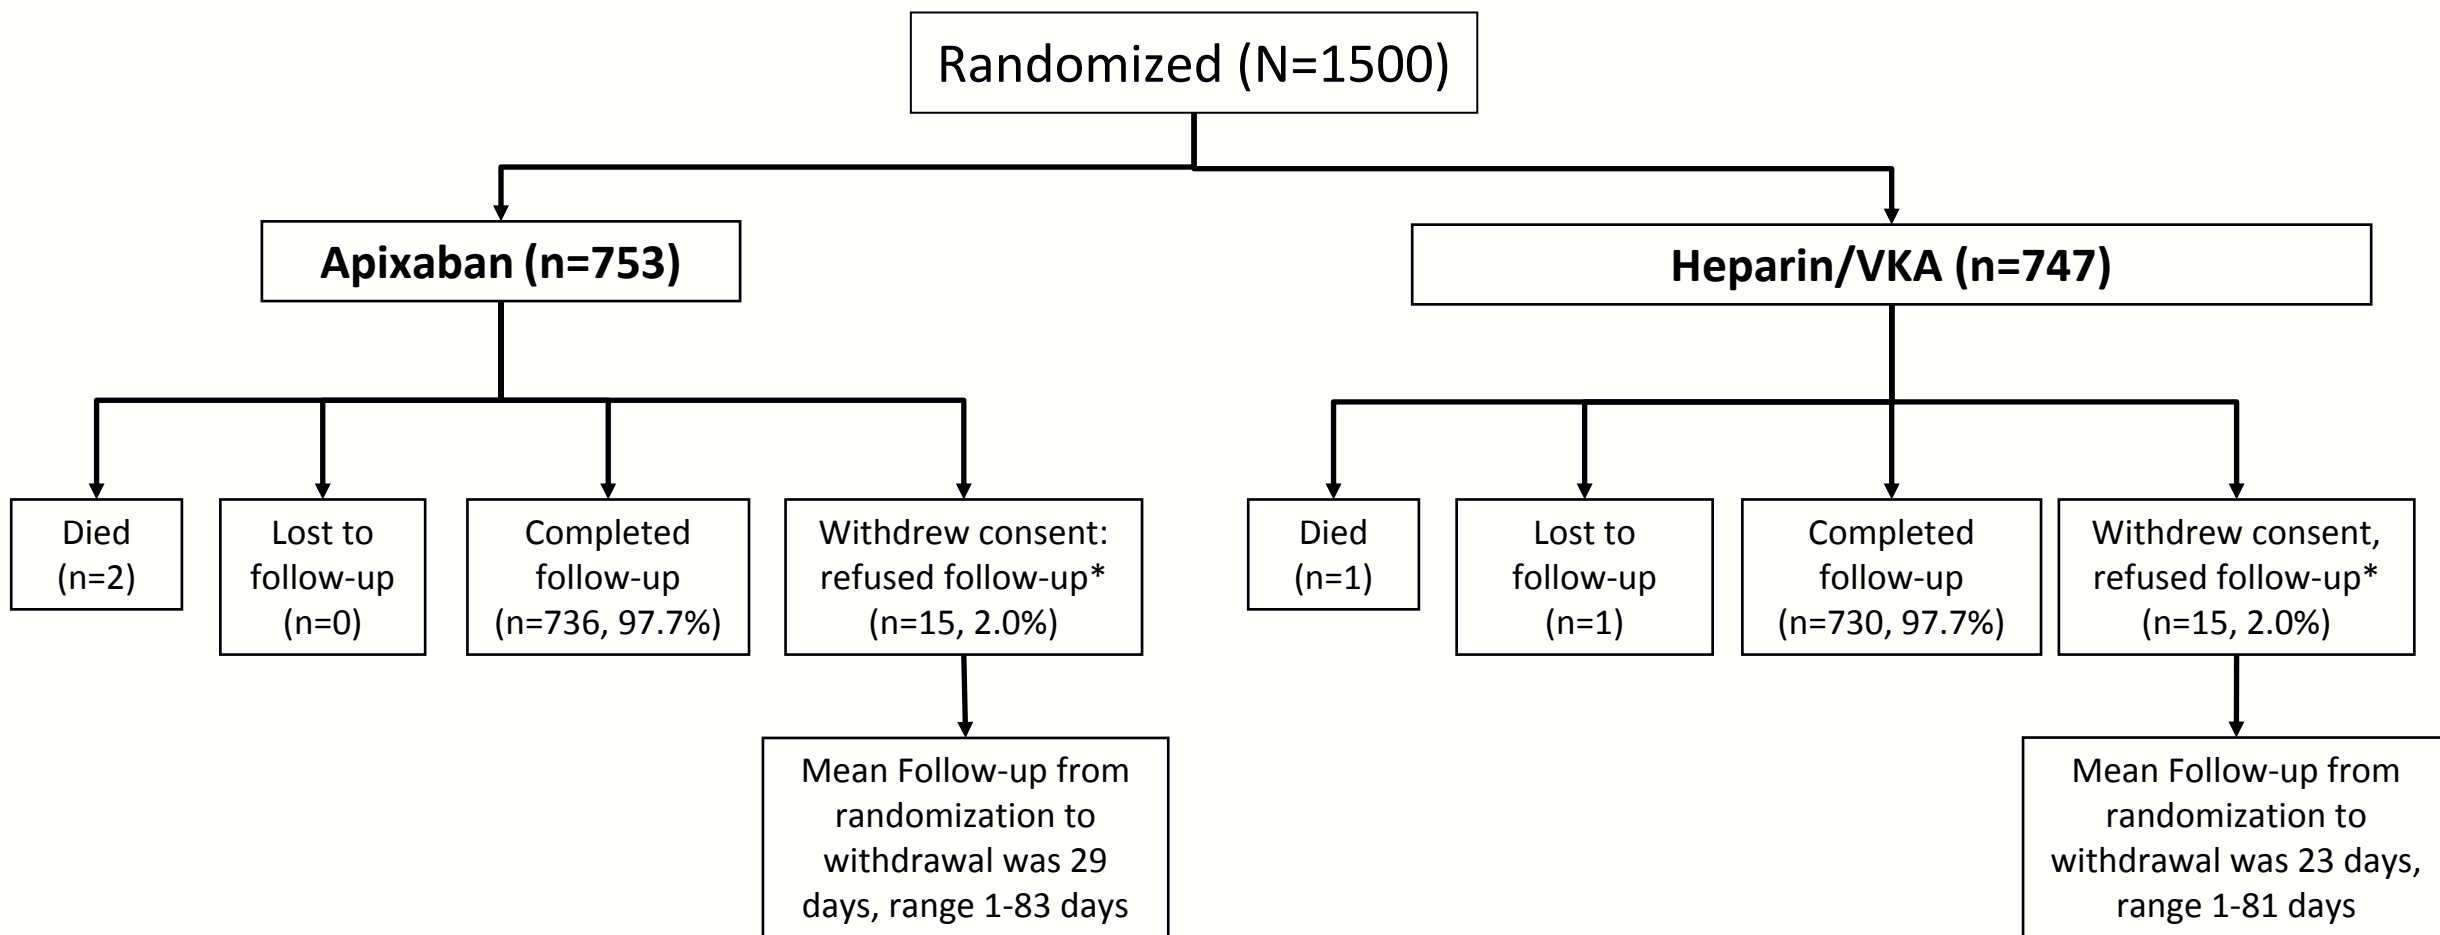 Randomized (N=1500)
Apixaban (n=753)
Heparin/VKA (n=747)
Died
(n=2)
Lost to
follow-up
(n=0)
Completed
follow-up
(n=736, 97.7%)
Withdrew consent:
refused follow-up*
(n=15, 2.0%)
Died
(n=1)
Lost to
follow-up
(n=1)
Completed
follow-up
(n=730, 97.7%)
Withdrew consent,
refused follow-up*
(n=15, 2.0%)
Mean Follow-up from
randomization to
withdrawal was 29
days, range 1-83 days
Mean Follow-up from
randomization to
withdrawal was 23 days,
range 1-81 days